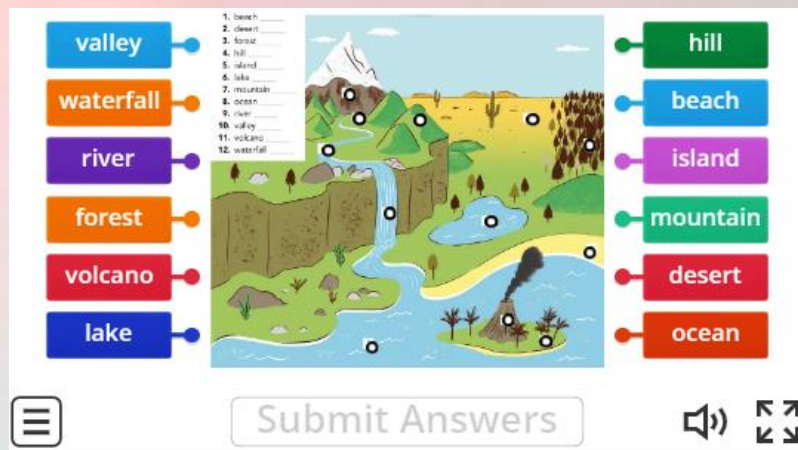 valley
waterfall
river
forest
volcano
lake
1. beach
2. desert
3. forest
4. hill
5. island
6. lake
7. mountain
8. ocean
9. river
10. valley
11. volcano
12. waterfall
hill
beach
island
mountain
desert
ocean
Submit Answers